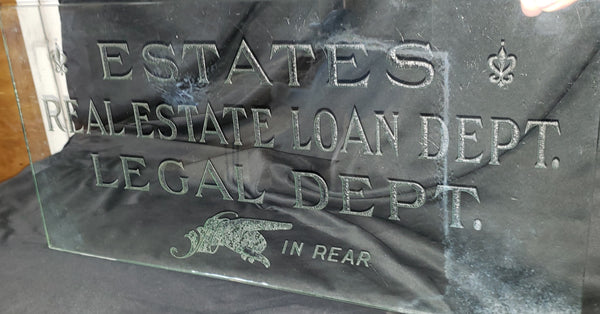 ESTATES
REAL ESTATE LOAN DEPT.
LEGAL DEPT.
IN REAR